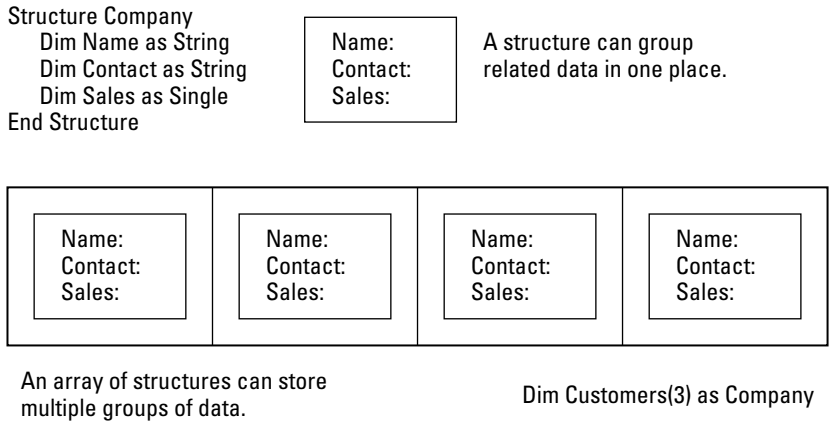 Structure Company
Dim Name as String
Dim Contact as String
Dim Sales as Single
End Structure
Name:
Contact:
Sales:
A structure can group
related data in one place.
Name:
Contact:
Sales:
Name:
Contact:
Sales:
Name:
Contact:
Sales:
Name:
Contact:
Sales:
An array of structures can store
multiple groups of data.
Dim Customers(3) as Company